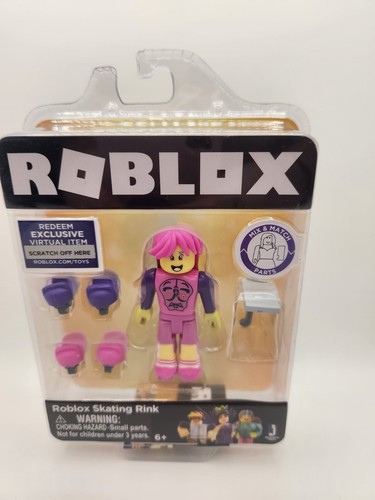 ROBLOX
REDEEM
EXCLUSIVE
VIRTUAL ITEM
SCRATCH OFF HERE
ROBLOX.COM/TOYS
MIX & MATCH
PARTS
Roblox Skating Rink
WARNING:
CHOKING HAZARD -Small parts.
Not for children under 3 years.
6+